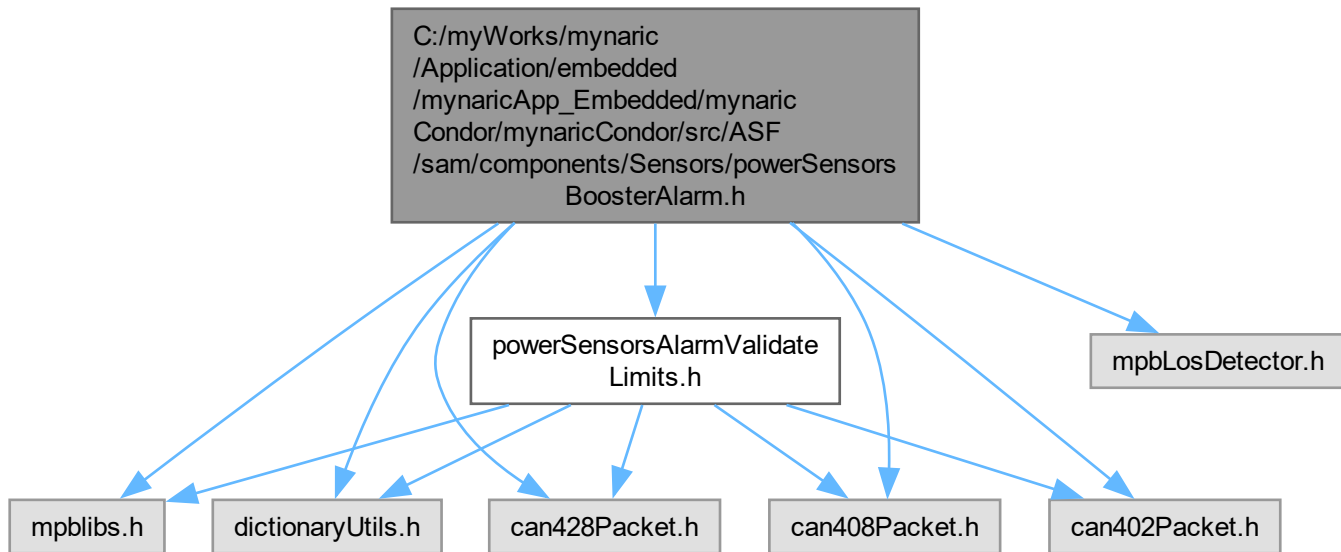 C:/myWorks/mynaric
/Application/embedded
/mynaricApp_Embedded/mynaric
Condor/mynaricCondor/src/ASF
/sam/components/Sensors/powerSensors
BoosterAlarm.h
powerSensorsAlarmValidate
Limits.h
mpbLosDetector.h
mpblibs.h
dictionaryUtils.h
can428Packet.h
can408Packet.h
can402Packet.h